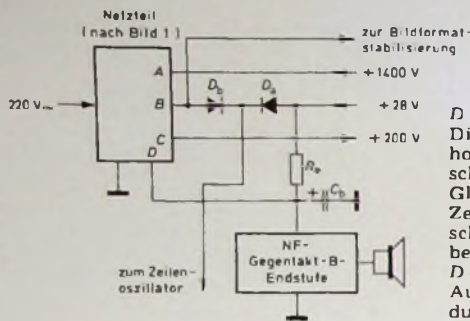 Netzteil
(nach Bild 1)
220 V~
A
B
C
D
D_b
D_a
zur Bildformat-
stabilisierung
+1400 V
+28 V
+200 V
R_e
+
C_b
NF-
Gegentakt-B-
Endstufe
zum Zeilen-
oszillator
D
Di
ho
sch
Gl
Ze
sch
be
D
Au
du